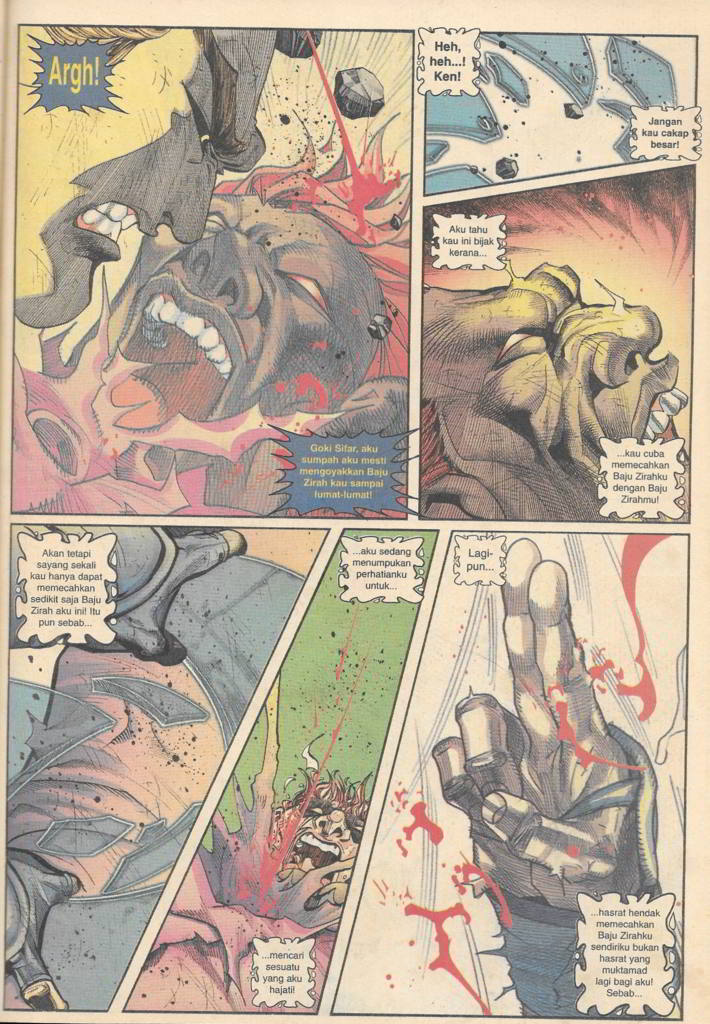 Argh!
Goki Sifar, aku
sumpah aku mesti
mengoyakkan Baju
Zirah kau sampai
lumat-lumat!
Heh,
heh...!
Ken!
Jangan
kau cakap
besar!
Aku tahu
kau ini bijak
kerana...
...kau cuba
memecahkan
Baju Zirahku
dengan Baju
Zirahmu!
Akan tetapi
sayang sekali
kau hanya dapat
memecahkan
sedikit saja Baju
Zirah aku ini! Itu
pun sebab...
...aku sedang
menumpukan
perhatianku
untuk...
...mencari
sesuatu
yang aku
hajati!
Lagi-
pun...
...hasrat hendak
memecahkan
Baju Zirahku
sendiriku bukan
hasrat yang
muktamad
lagi bagi aku!
Sebab...